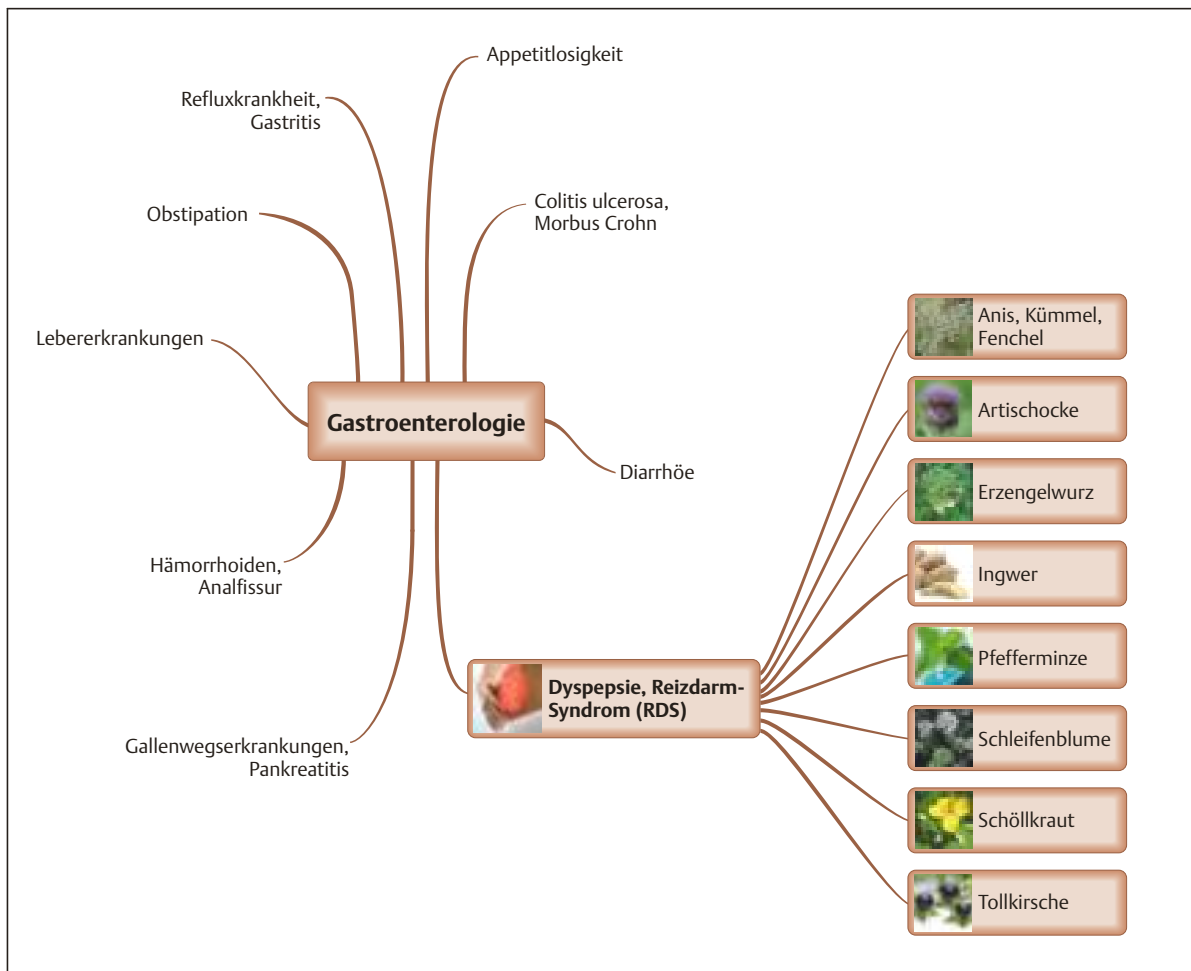 Appetitlosigkeit
Refluxkrankheit,
Gastritis
Colitis ulcerosa,
Morbus Crohn
Obstipation
Lebererkrankungen
Gastroenterologie
Diarrhöe
Hämorrhoiden,
Analfissur
Gallenwegserkrankungen,
Pankreatitis
Dyspepsie, Reizdarm-
Syndrom (RDS)
Anis, Kümmel,
Fenchel
Artischocke
Erzengelwurz
Ingwer
Pfefferminze
Schleifenblume
Schöllkraut
Tollkirsche